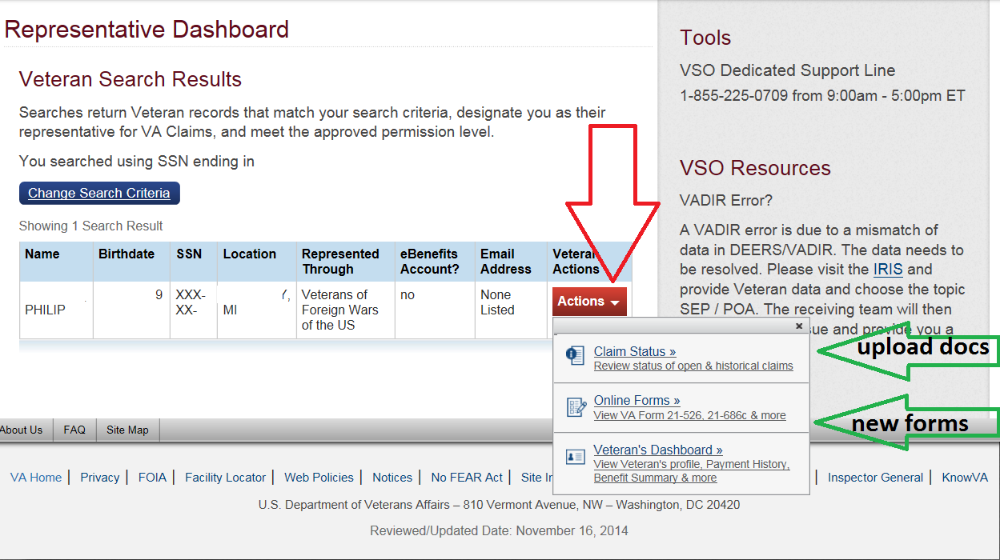 Representative Dashboard
Veteran Search Results
Searches return Veteran records that match your search criteria, designate you as their
representative for VA Claims, and meet the approved permission level.
You searched using SSN ending in
Change Search Criteria
Showing 1 Search Result
Name Birthdate SSN Location Represented Through eBenefits Account? Email Address Veteran Actions
PHILIP 9 XXX-XX- Y, MI Veterans of Foreign Wars of the US no None Listed Actions
Claim Status »
Review status of open & historical claims
Online Forms »
View VA Form 21-526, 21-686c & more
Veteran's Dashboard »
View Veteran's profile, Payment History,
Benefit Summary & more
Tools
VSO Dedicated Support Line
1-855-225-0709 from 9:00am - 5:00pm ET
VSO Resources
VADIR Error?
A VADIR error is due to a mismatch of
data in DEERS/VADIR. The data needs to
be resolved. Please visit the IRIS and
provide Veteran data and choose the topic
SEP / POA. The receiving team will then
sue and provide you a
upload docs
new forms
About Us FAQ Site Map
VA Home | Privacy | FOIA | Facility Locator | Web Policies | Notices | No FEAR Act | Site | Inspector General | KnowVA
U.S. Department of Veterans Affairs – 810 Vermont Avenue, NW – Washington, DC 20420
Reviewed/Updated Date: November 16, 2014